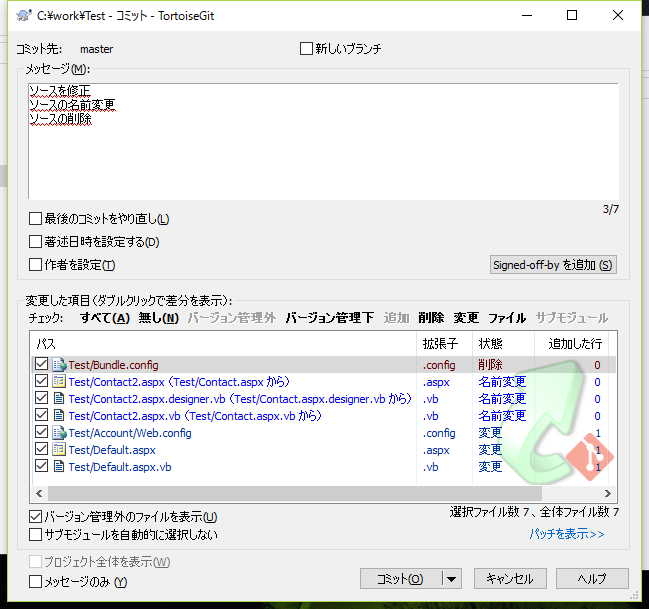 C:¥work¥Test - コミット - TortoiseGit
コミット先: master 新しいブランチ
メッセージ(M):
ソースを修正
ソースの名前変更
ソースの削除
3/7
最後のコミットをやり直し(L)
著述日時を設定する(D)
作者を設定(T)
Signed-off-by を追加 (S)
変更した項目 (ダブルクリックで差分を表示):
チェック: すべて(A) 無し(N) バージョン管理外 バージョン管理下 追加 削除 変更 ファイル サブモジュール
パス 拡張子 状態 追加した行
Test/Bundle.config .config 削除 0
Test/Contact2.aspx (Test/Contact.aspx から) .aspx 名前変更 0
Test/Contact2.aspx.designer.vb (Test/Contact.aspx.designer.vb から) .vb 名前変更 0
Test/Contact2.aspx.vb (Test/Contact.aspx.vb から) .vb 名前変更 0
Test/Account/Web.config .config 変更 1
Test/Default.aspx .aspx 変更 1
Test/Default.aspx.vb .vb 変更 1
バージョン管理外のファイルを表示(U)
選択ファイル数 7 、全体ファイル数 7
サブモジュールを自動的に選択しない
パッチを表示>>
プロジェクト全体を表示(W)
メッセージのみ (Y)
コミット(O) キャンセル ヘルプ